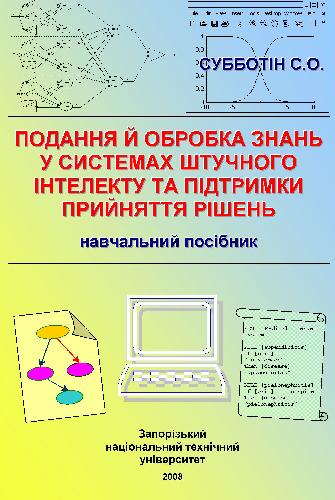 СУББОТІН С.О.
ПОДАННЯ Й ОБРОБКА ЗНАНЬ
У СИСТЕМАХ ШТУЧНОГО
ІНТЕЛЕКТУ ТА ПІДТРИМКИ
ПРИЙНЯТТЯ РІШЕНЬ
навчальний посібник
Запорізький
національний технічний
університет
2008